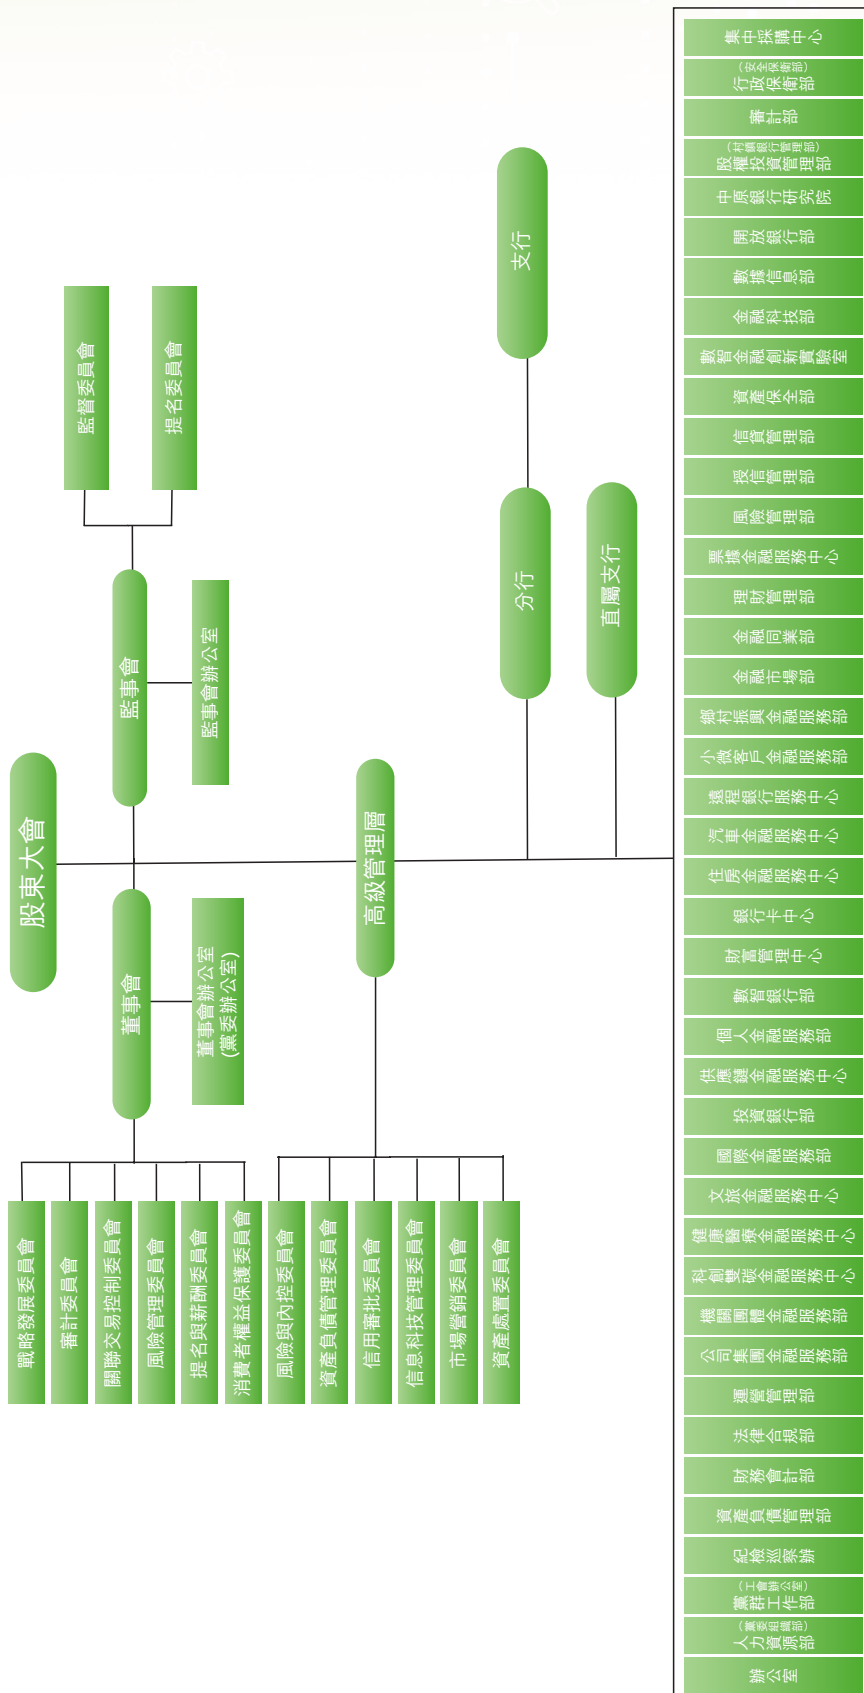 股東大會
監事會
董事會
監督委員會
提名委員會
監事會辦公室
董事會辦公室
(黨委辦公室)
戰略發展委員會
審計委員會
關聯交易控制委員會
風險管理委員會
提名與薪酬委員會
消費者權益保護委員會
高級管理層
風險與內控委員會
資產負債管理委員會
信用審批委員會
信息科技管理委員會
市場營銷委員會
資產處置委員會
分行
支行
直屬支行
辦公室
人力資源部
（黨委組織部）
黨群工作部
（工會辦公室）
紀檢巡察辦
資產負債管理部
財務會計部
法律合規部
運營管理部
公司集團金融服務部
機關團體金融服務部
科創雙碳金融服務中心
健康醫療金融服務中心
文旅金融服務中心
國際金融服務部
投資銀行部
供應鏈金融服務中心
個人金融服務部
數智銀行部
財富管理中心
銀行卡中心
住房金融服務中心
汽車金融服務中心
遠程銀行服務中心
小微客戶金融服務部
鄉村振興金融服務部
金融市場部
金融同業部
理財管理部
票據金融服務中心
風險管理部
授信管理部
信貸管理部
資產保全部
數智金融創新實驗室
金融科技部
數據信息部
開放銀行部
中原銀行研究院
股權投資管理部
（村鎮銀行管理部）
審計部
行政保衛部
（安全保衛部）
集中採購中心